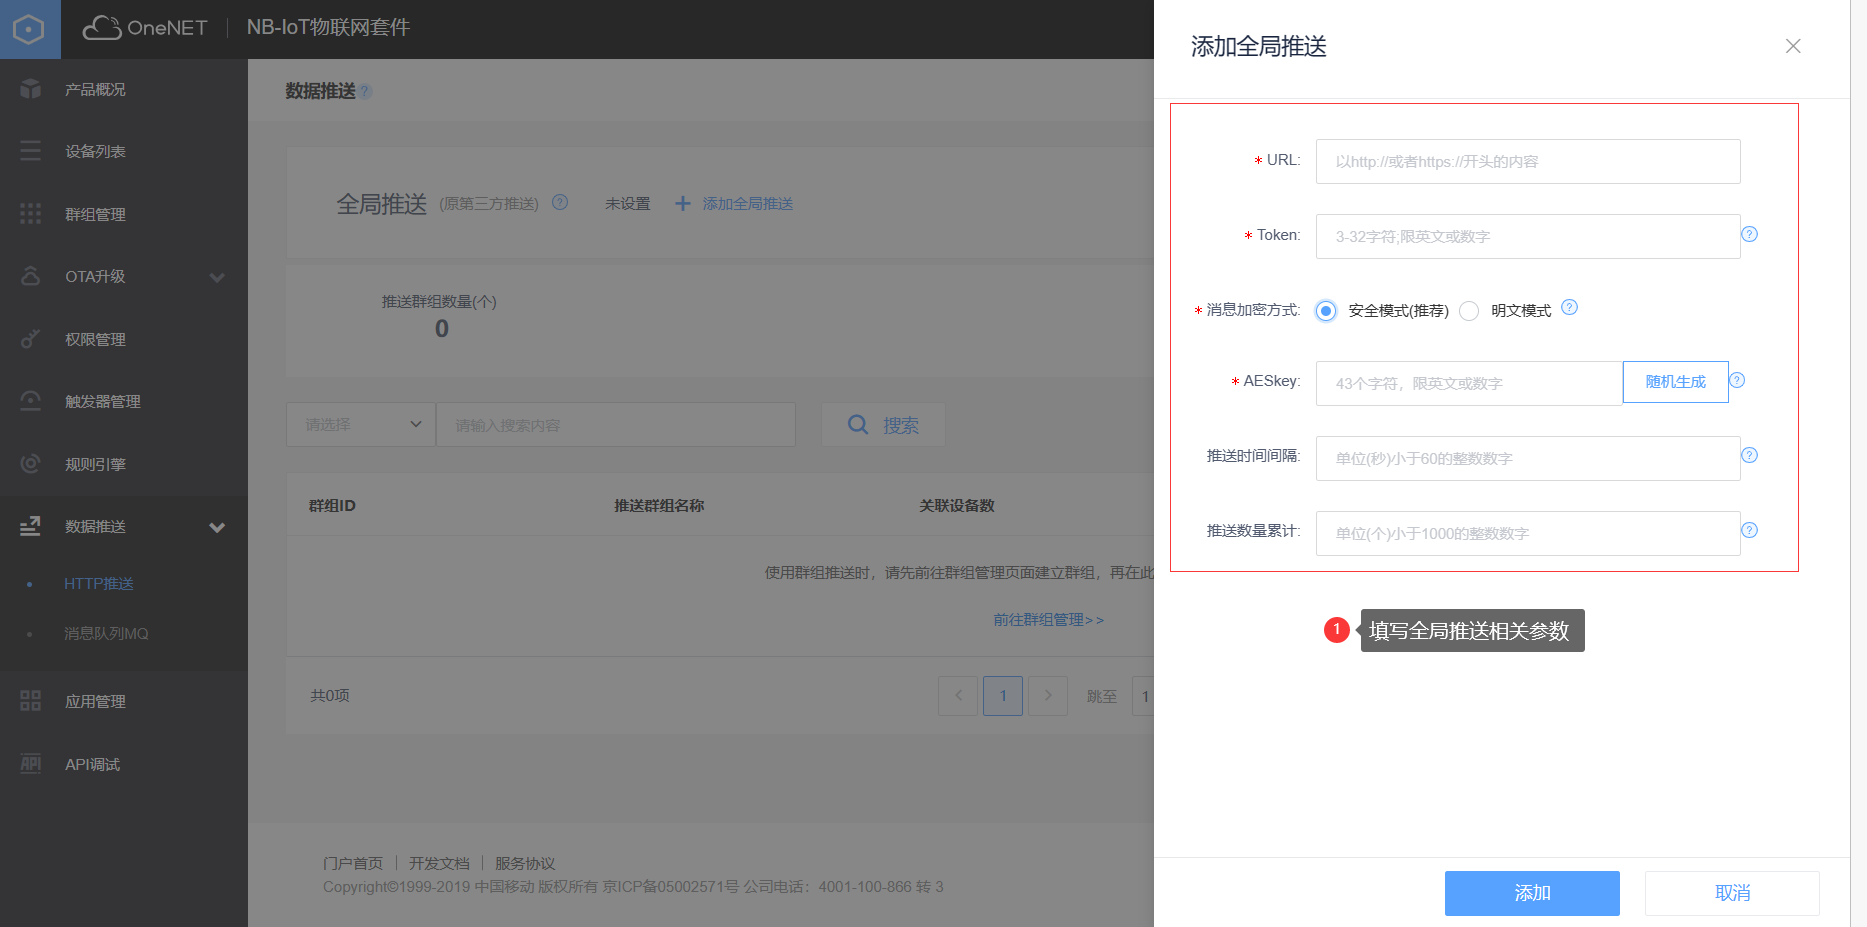 OneNET
NB-IoT物联网套件
产品概况
设备列表
群组管理
OTA升级
权限管理
触发器管理
规则引擎
数据推送
HTTP推送
消息队列MQ
应用管理
API
API调试
数据推送 ?
全局推送 (原第三方推送) ? 未设置 + 添加全局推送
推送群组数量(个)
0
请选择
请输入搜索内容
搜索
群组ID 推送群组名称 关联设备数
使用群组推送时，请先前往群组管理页面建立群组，再在此
前往群组管理>>
共0项
< 1 > 跳至 1
门户首页 | 开发文档 | 服务协议
Copyright©1999-2019 中国移动 版权所有 京ICP备05002571号 公司电话：4001-100-866 转 3
添加全局推送
* URL: 以http://或者https://开头的内容
* Token: 3-32字符;限英文或数字 ?
* 消息加密方式: 安全模式(推荐) 明文模式 ?
* AESkey: 43个字符，限英文或数字 随机生成 ?
推送时间间隔: 单位(秒)小于60的整数数字 ?
推送数量累计: 单位(个)小于1000的整数数字 ?
1 填写全局推送相关参数
添加 取消